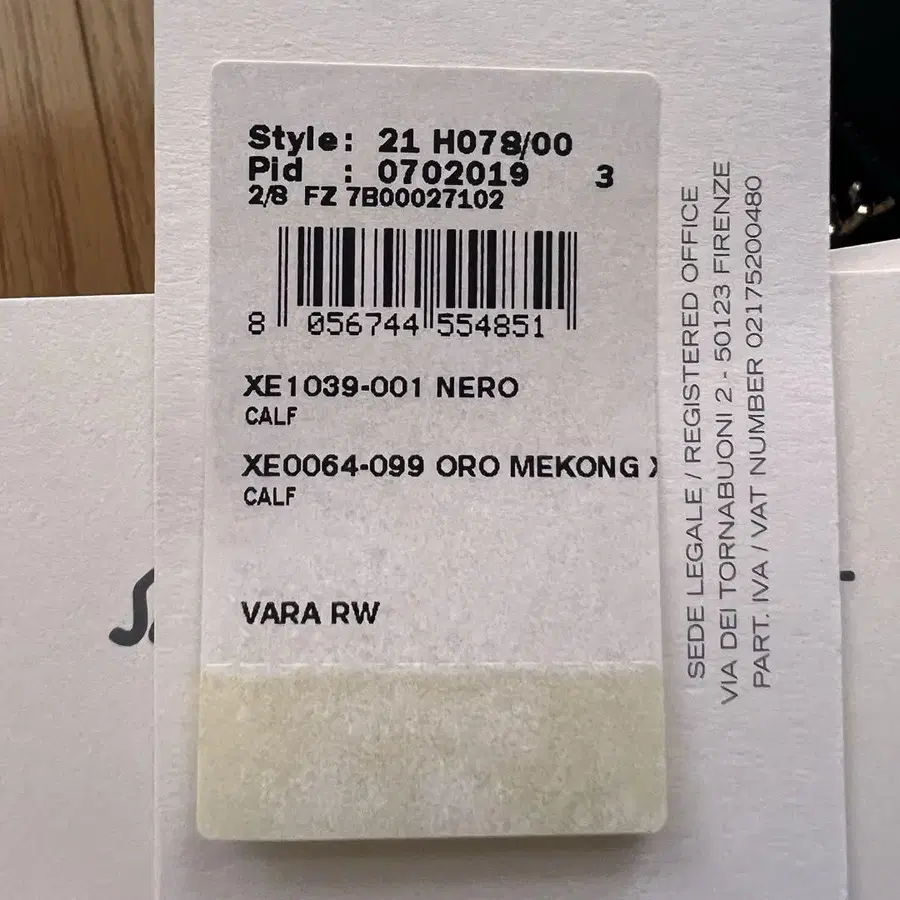 Style: 21 H078/00
Pid : 0702019 3
2/8 FZ 7B00027102
8 056744 554851
XE1039-001 NERO
CALF
XE0064-099 ORO MEKONG
CALF
VARA RW
SEDE LEGALE / REGISTERED OFFICE
VIA DEI TORNABUONI 2 - 50123 FIRENZE
PART. IVA / VAT NUMBER 02175200480